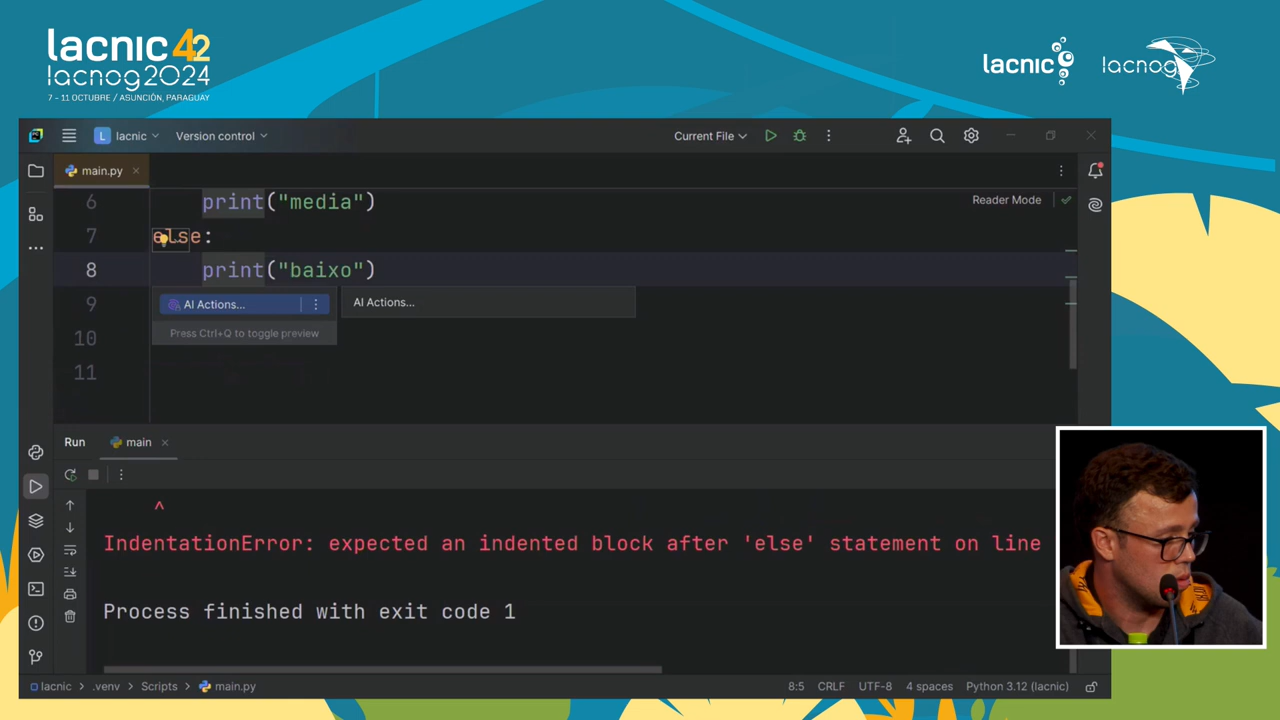 lacnic 42
lacnog2024
7 - 11 OCTUBRE / ASUNCIÓN, PARAGUAY
lacnic
lacnog
L lacnic
Version control
Current File
main.py
Reader Mode
6 print("media")
7 else:
8 print("baixo")
9
10
11
AI Actions...
AI Actions...
Press Ctrl+Q to toggle preview
Run
main
^
IndentationError: expected an indented block after 'else' statement on line
Process finished with exit code 1
lacnic > .venv > Scripts > main.py
8:5 CRLF UTF-8 4 spaces Python 3.12 (lacnic)